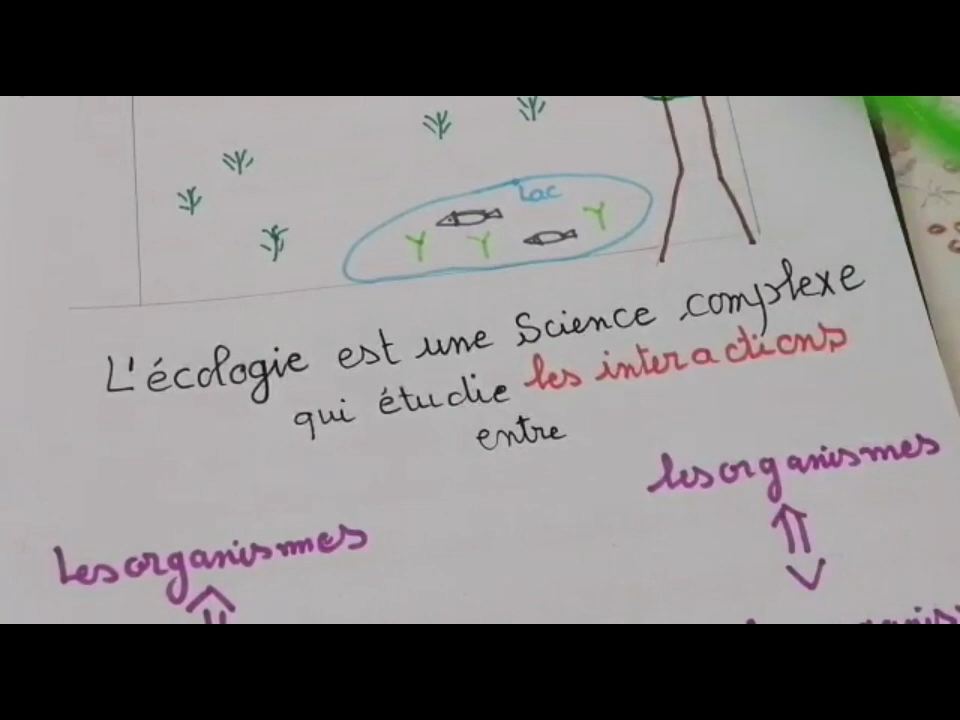 Lac
L'écologie est une Science complexe
qui étudie les interactions
entre
les organismes
Les organismes